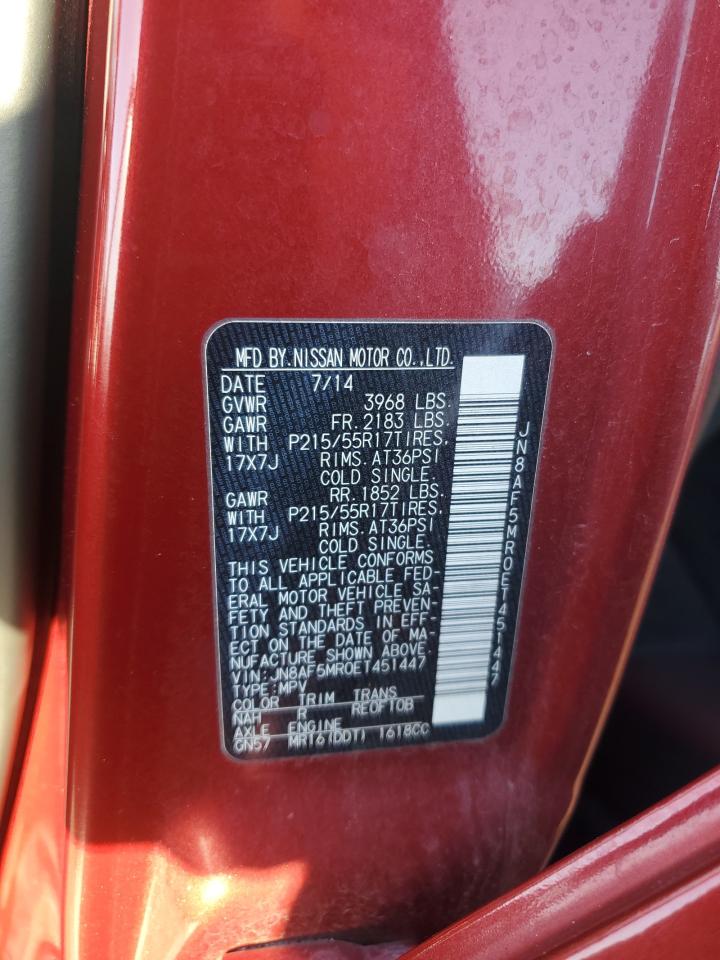 MFD BY.NISSAN MOTOR CO.,LTD.
DATE 7/14
GVWR 3968 LBS.
GAWR FR.2183 LBS.
WITH P215/55R17TIRES.
17X7J RIMS.AT36PSI
COLD SINGLE.
GAWR RR.1852 LBS.
WITH P215/55R17TIRES.
17X7J RIMS.AT36PSI
COLD SINGLE.
THIS VEHICLE CONFORMS
TO ALL APPLICABLE FED-
ERAL MOTOR VEHICLE SA-
FETY AND THEFT PREVEN-
TION STANDARDS IN EFF-
ECT ON THE DATE OF MA-
NUFACTURE SHOWN ABOVE.
VIN:JN8AF5MR0ET451447
TYPE:MPV
COLOR TRIM TRANS
NAH R RE0F10B
AXLE ENGINE
GN57 MR16(DDT) 1618CC
JN8AF5MR0ET451447